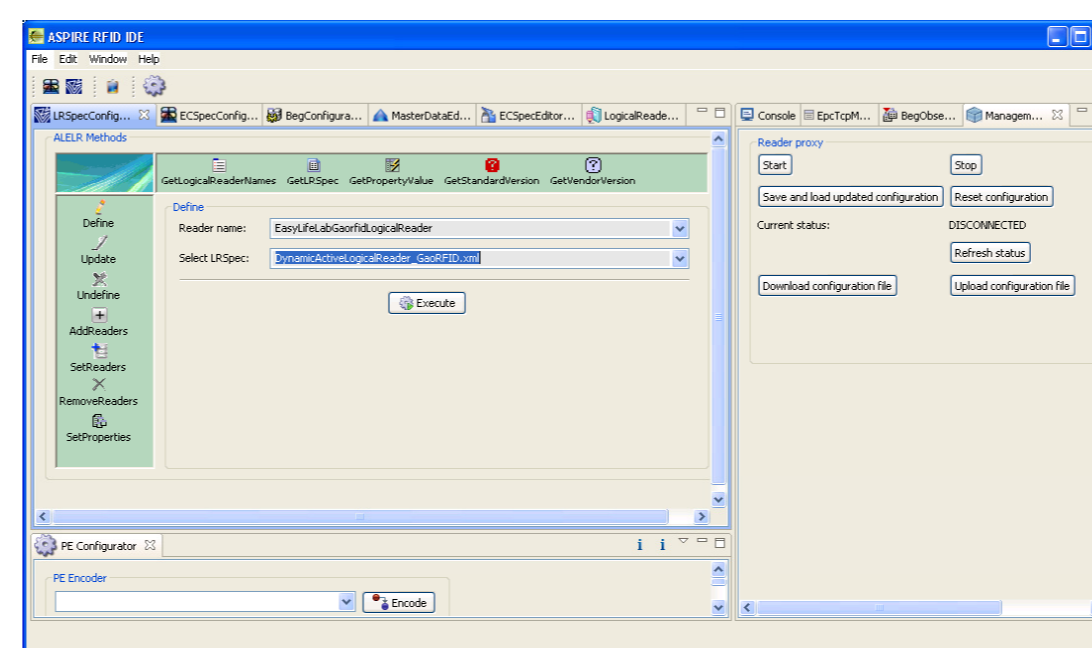 ASPIRE RFID IDE
File Edit Window Help
LRSpecConfig... ECSpecConfig... BegConfigura... MasterDataEd... ECSpecEditor... LogicalReade...
ALELR Methods
GetLogicalReaderNames GetLRSpec GetPropertyValue GetStandardVersion GetVendorVersion
Define
Update
Undefine
AddReaders
SetReaders
RemoveReaders
SetProperties
Define
Reader name: EasyLifeLabGaorfidLogicalReader
Select LRSpec: DynamicActiveLogicalReader_GaoRFID.xml
Execute
PE Configurator
PE Encoder
Encode
Console EpcTcpM... BegObse... Managem...
Reader proxy
Start Stop
Save and load updated configuration Reset configuration
Current status: DISCONNECTED
Refresh status
Download configuration file Upload configuration file